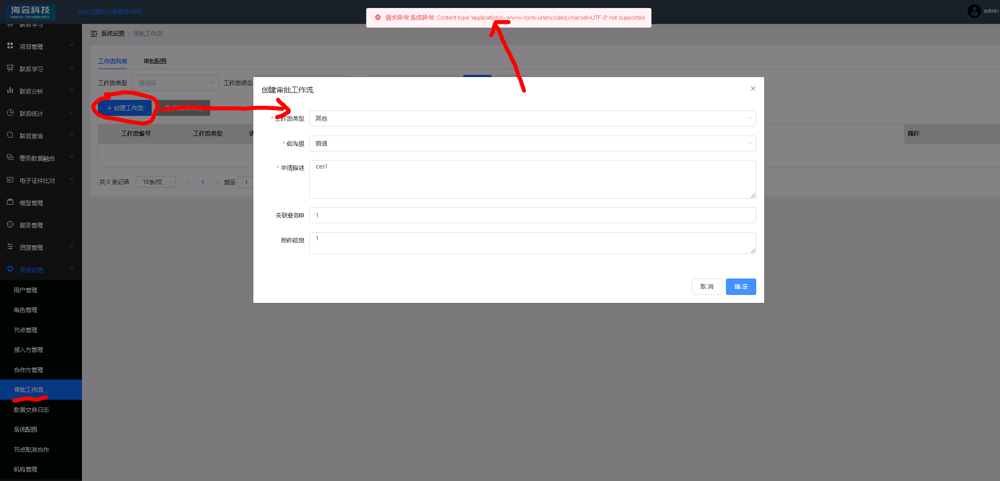 海会科技
HAIHUI TECHNOLOGY
分布式隐私计算服务网络
请求异常:系统异常 Content type 'application/x-www-form-urlencoded;charset=UTF-8' not supported
admin
联邦学习
项目管理
联邦学习
联邦分析
联邦统计
联邦查询
警务数据融合
电子证件比对
模型管理
服务管理
资源管理
系统设置
用户管理
角色管理
节点管理
接入方管理
合作方管理
审批工作流
数据交换日志
系统配置
节点取消合作
机构管理
系统设置 / 审批工作流
工作流列表 审批配置
工作流类型 请选择 工作流状态
+ 创建工作流
工作流编号 工作流类型 操作
共 0 条记录 10条/页 1 跳至 1
创建审批工作流
* 工作流类型 其他
* 优先级 普通
* 申请描述 ces1
关联业务ID 1
附件信息 1
取消 确定